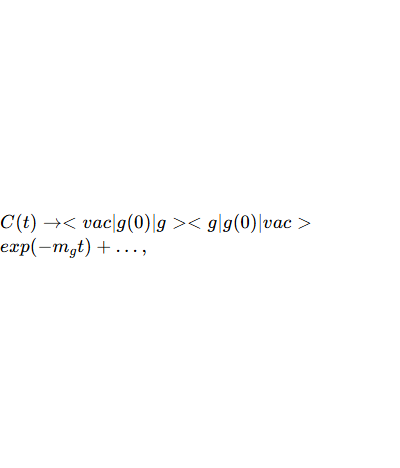 C(t) →< vac|g(0)|g >< g|g(0)|vac >
exp(−m_g t) + … ,